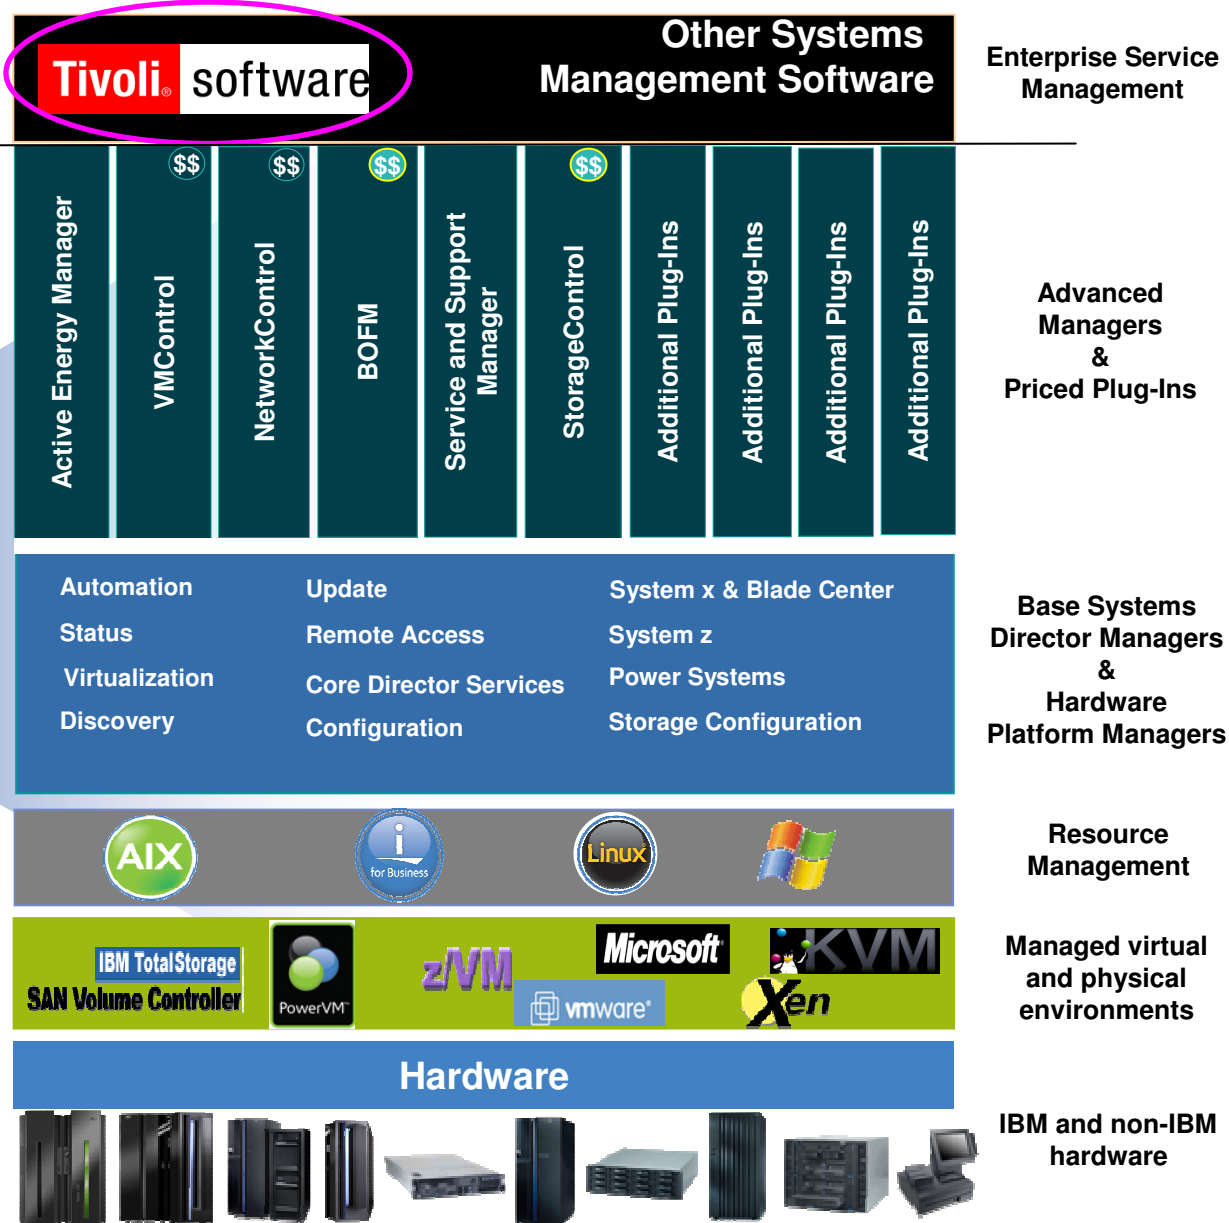 Tivoli® software
Other Systems
Management Software
Enterprise Service
Management
$$
$$
$$
$$
Active Energy Manager
VMControl
NetworkControl
BOFM
Service and Support
Manager
StorageControl
Additional Plug-Ins
Additional Plug-Ins
Additional Plug-Ins
Additional Plug-Ins
Advanced
Managers
&
Priced Plug-Ins
Automation
Status
Virtualization
Discovery
Update
Remote Access
Core Director Services
Configuration
System x & Blade Center
System z
Power Systems
Storage Configuration
Base Systems
Director Managers
&
Hardware
Platform Managers
AIX
i
for Business
Linux
Resource
Management
IBM TotalStorage
SAN Volume Controller
PowerVM™
z/VM
Microsoft®
vmware®
KVM
Xen
Managed virtual
and physical
environments
Hardware
IBM and non-IBM
hardware